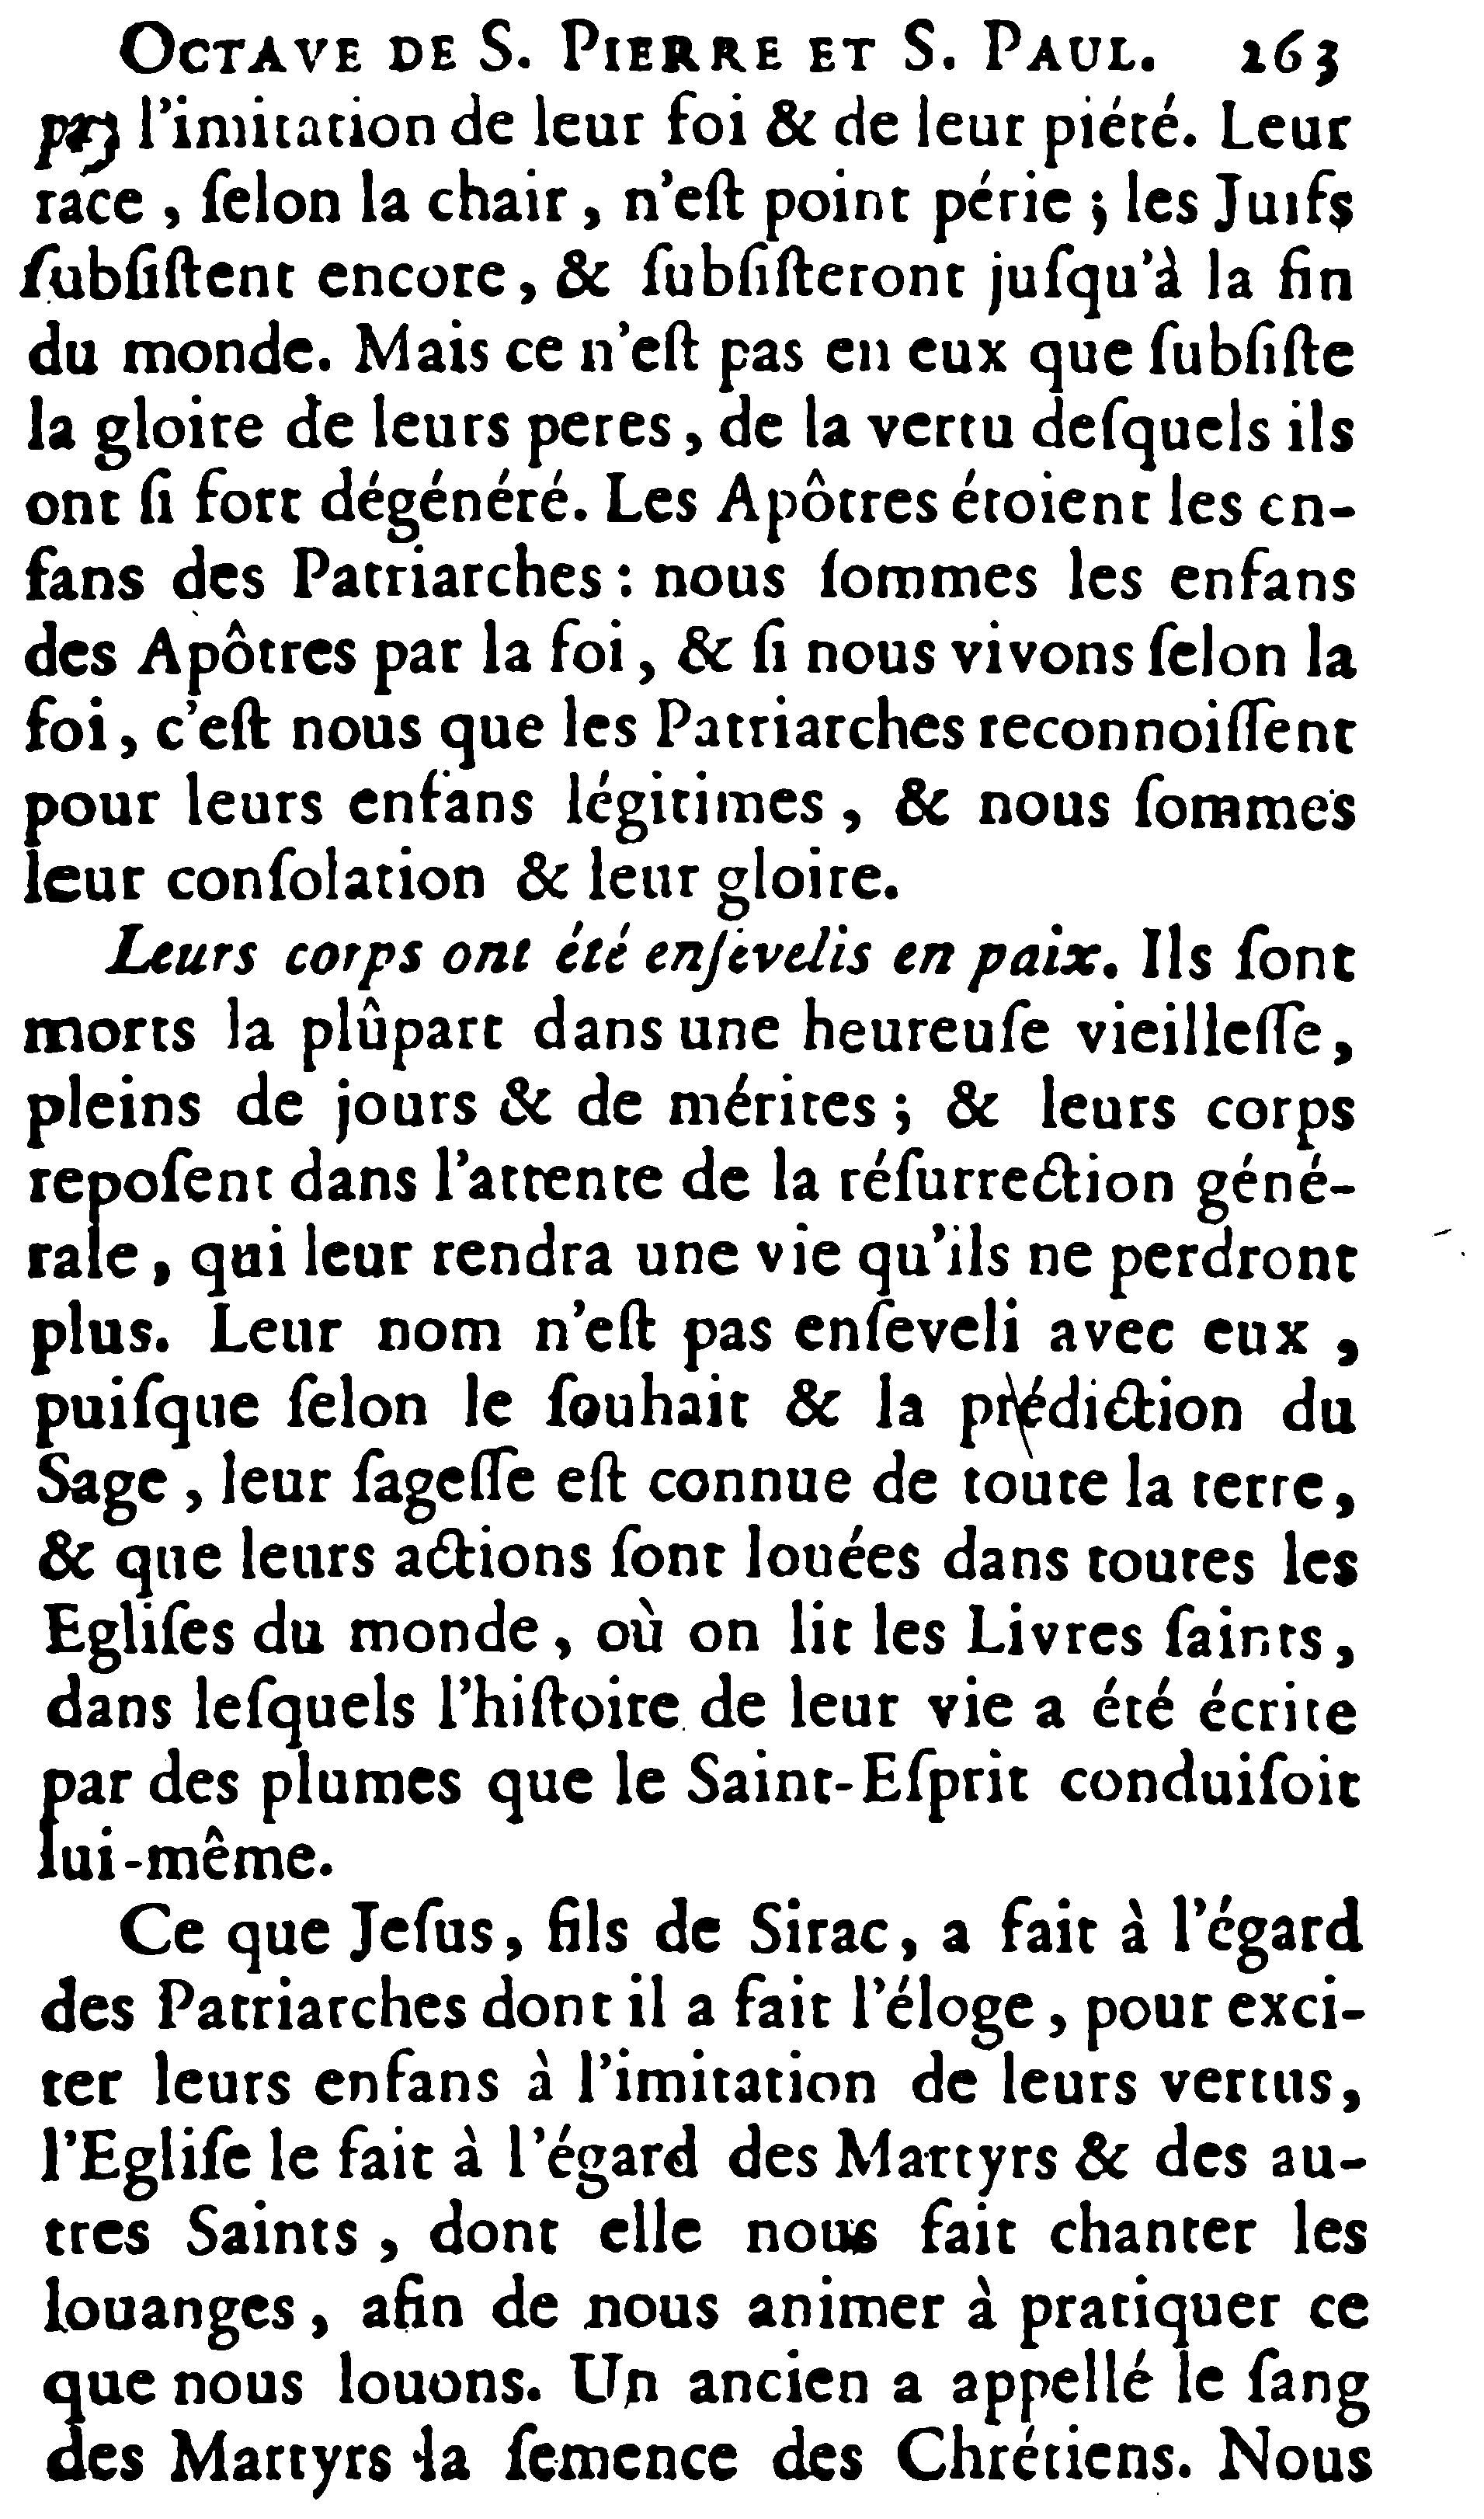 OCTAVE DE S. PIERRE ET S. PAUL. 263
par l'imitation de leur foi & de leur piété. Leur
race, ſelon la chair, n'eſt point périe; les Juifs
ſubſiſtent encore, & ſubſiſteront juſqu'à la fin
du monde. Mais ce n'eſt pas en eux que ſubſiſte
la gloire de leurs peres, de la vertu deſquels ils
ont ſi fort dégénéré. Les Apôtres étoient les en-
fans des Patriarches: nous ſommes les enfans
des Apôtres par la foi, & ſi nous vivons ſelon la
foi, c'eſt nous que les Patriarches reconnoiſſent
pour leurs enfans légitimes, & nous ſommes
leur conſolation & leur gloire.
Leurs corps ont été enſevelis en paix. Ils ſont
morts la plûpart dans une heureuſe vieilleſſe,
pleins de jours & de mérites; & leurs corps
repoſent dans l'attente de la réſurrection géné-
rale, qui leur rendra une vie qu'ils ne perdront
plus. Leur nom n'eſt pas enſeveli avec eux,
puiſque ſelon le ſouhait & la prédiction du
Sage, leur ſageſſe eſt connue de toute la terre,
& que leurs actions ſont louées dans toutes les
Egliſes du monde, où on lit les Livres ſaints,
dans leſquels l'hiſtoire de leur vie a été écrite
par des plumes que le Saint-Eſprit conduiſoit
lui-même.
Ce que Jeſus, fils de Sirac, a fait à l'égard
des Patriarches dont il a fait l'éloge, pour exci-
ter leurs enfans à l'imitation de leurs vertus,
l'Egliſe le fait à l'égard des Martyrs & des au-
tres Saints, dont elle nous fait chanter les
louanges, afin de nous animer à pratiquer ce
que nous louons. Un ancien a appellé le ſang
des Martyrs la ſemence des Chrétiens. Nous